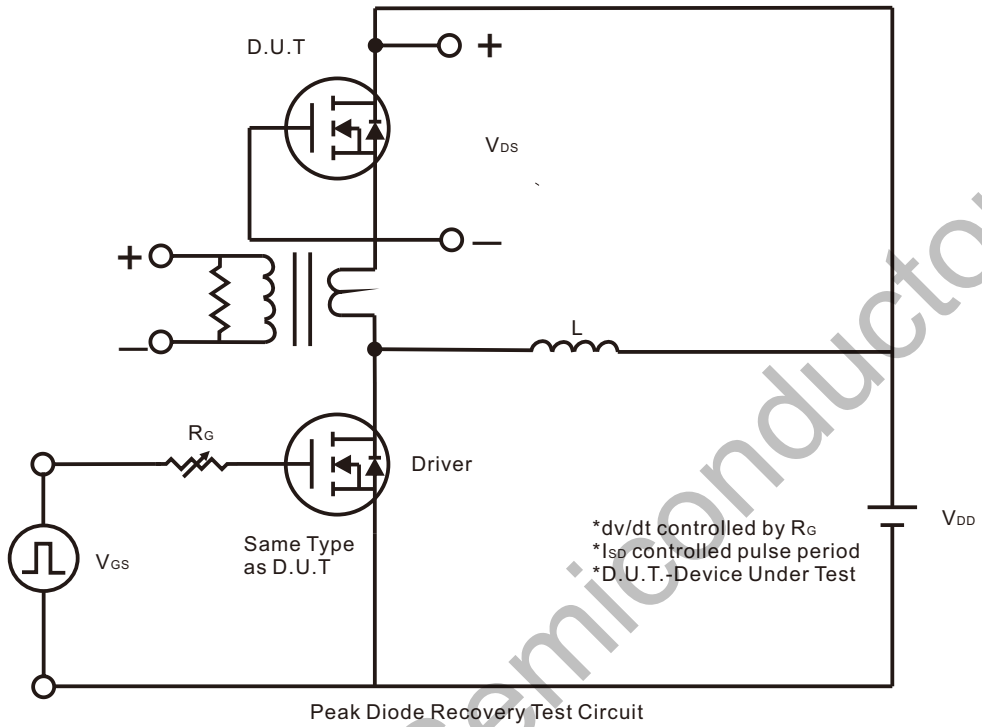 D.U.T
+
VDS
—
+
—
L
RG
Driver
VGS
Same Type
as D.U.T
*dv/dt controlled by RG
*ISD controlled pulse period
*D.U.T.-Device Under Test
VDD
Peak Diode Recovery Test Circuit
Semiconductor